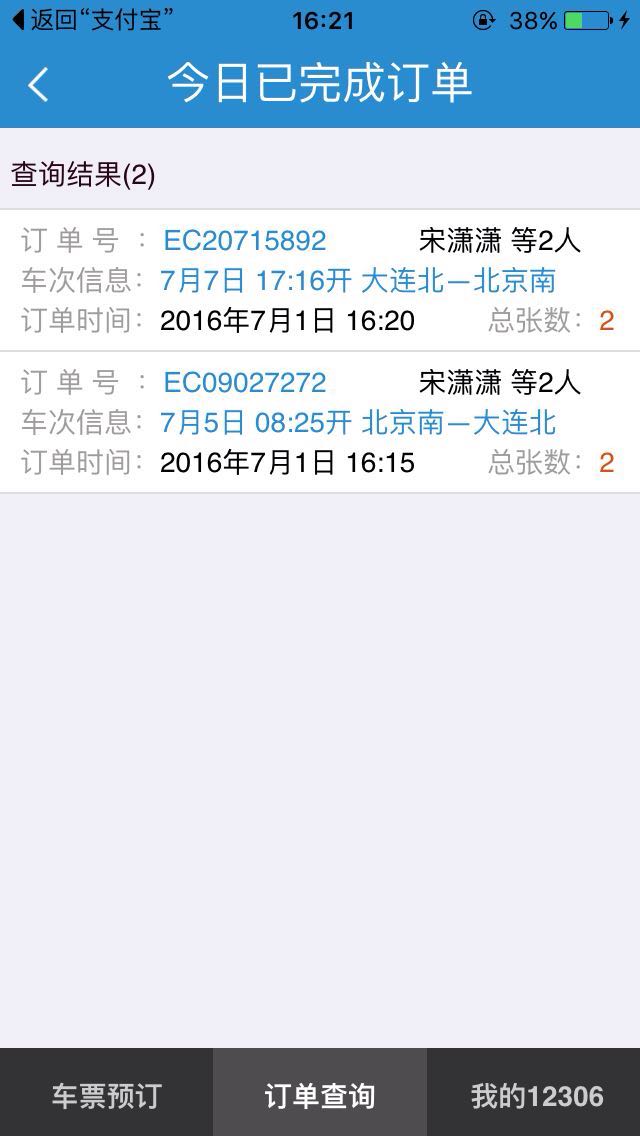 返回“支付宝” 16:21 38%
今日已完成订单
查询结果(2)
订 单 号 ： EC20715892 宋潇潇 等2人
车次信息： 7月7日 17:16开 大连北—北京南
订单时间： 2016年7月1日 16:20 总张数： 2
订 单 号 ： EC09027272 宋潇潇 等2人
车次信息： 7月5日 08:25开 北京南—大连北
订单时间： 2016年7月1日 16:15 总张数： 2
车票预订 订单查询 我的12306